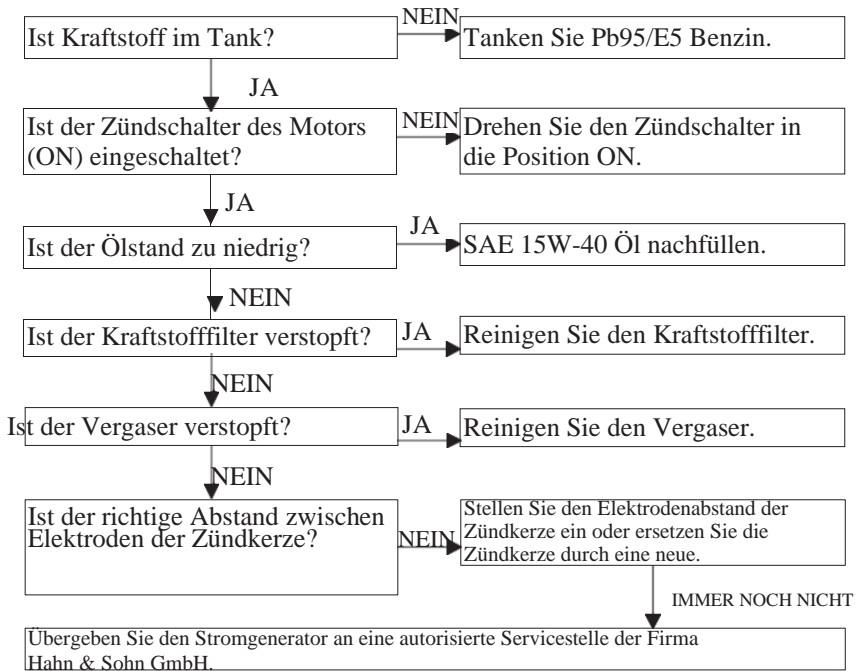 Ist Kraftstoff im Tank?
NEIN
Tanken Sie Pb95/E5 Benzin.
JA
Ist der Zündschalter des Motors
(ON) eingeschaltet?
NEIN
Drehen Sie den Zündschalter in
die Position ON.
JA
Ist der Ölstand zu niedrig?
JA
SAE 15W-40 Öl nachfüllen.
NEIN
Ist der Kraftstofffilter verstopft?
JA
Reinigen Sie den Kraftstofffilter.
NEIN
Ist der Vergaser verstopft?
JA
Reinigen Sie den Vergaser.
NEIN
Ist der richtige Abstand zwischen
Elektroden der Zündkerze?
NEIN
Stellen Sie den Elektrodenabstand der
Zündkerze ein oder ersetzen Sie die
Zündkerze durch eine neue.
IMMER NOCH NICHT
Übergeben Sie den Stromgenerator an eine autorisierte Servicestelle der Firma
Hahn & Sohn GmbH.